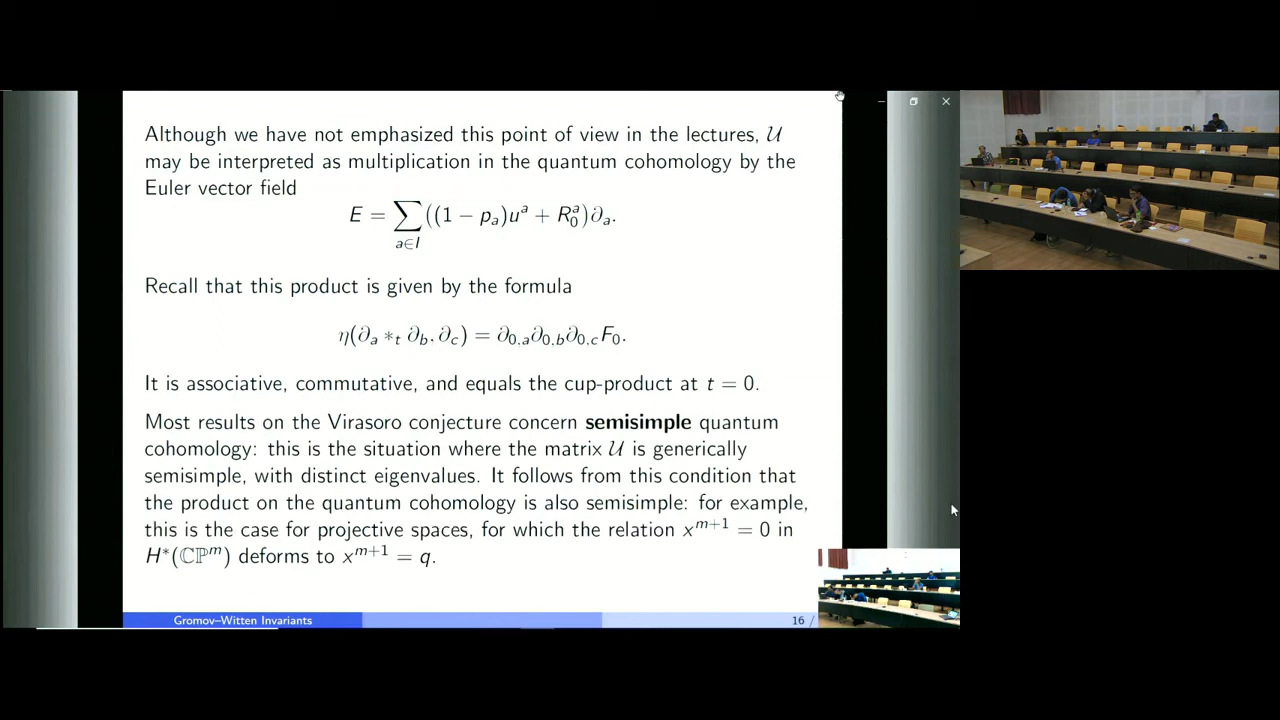 Although we have not emphasized this point of view in the lectures, 𝒰
may be interpreted as multiplication in the quantum cohomology by the
Euler vector field
E = ∑_{a∈I} ((1 − p_a)u^a + R_0^a)∂_a.
Recall that this product is given by the formula
η(∂_a *_t ∂_b, ∂_c) = ∂_{0,a}∂_{0,b}∂_{0,c}F_0.
It is associative, commutative, and equals the cup-product at t = 0.
Most results on the Virasoro conjecture concern semisimple quantum
cohomology: this is the situation where the matrix 𝒰 is generically
semisimple, with distinct eigenvalues. It follows from this condition that
the product on the quantum cohomology is also semisimple: for example,
this is the case for projective spaces, for which the relation x^{m+1} = 0 in
H*(ℂℙ^m) deforms to x^{m+1} = q.
Gromov–Witten Invariants 16 /